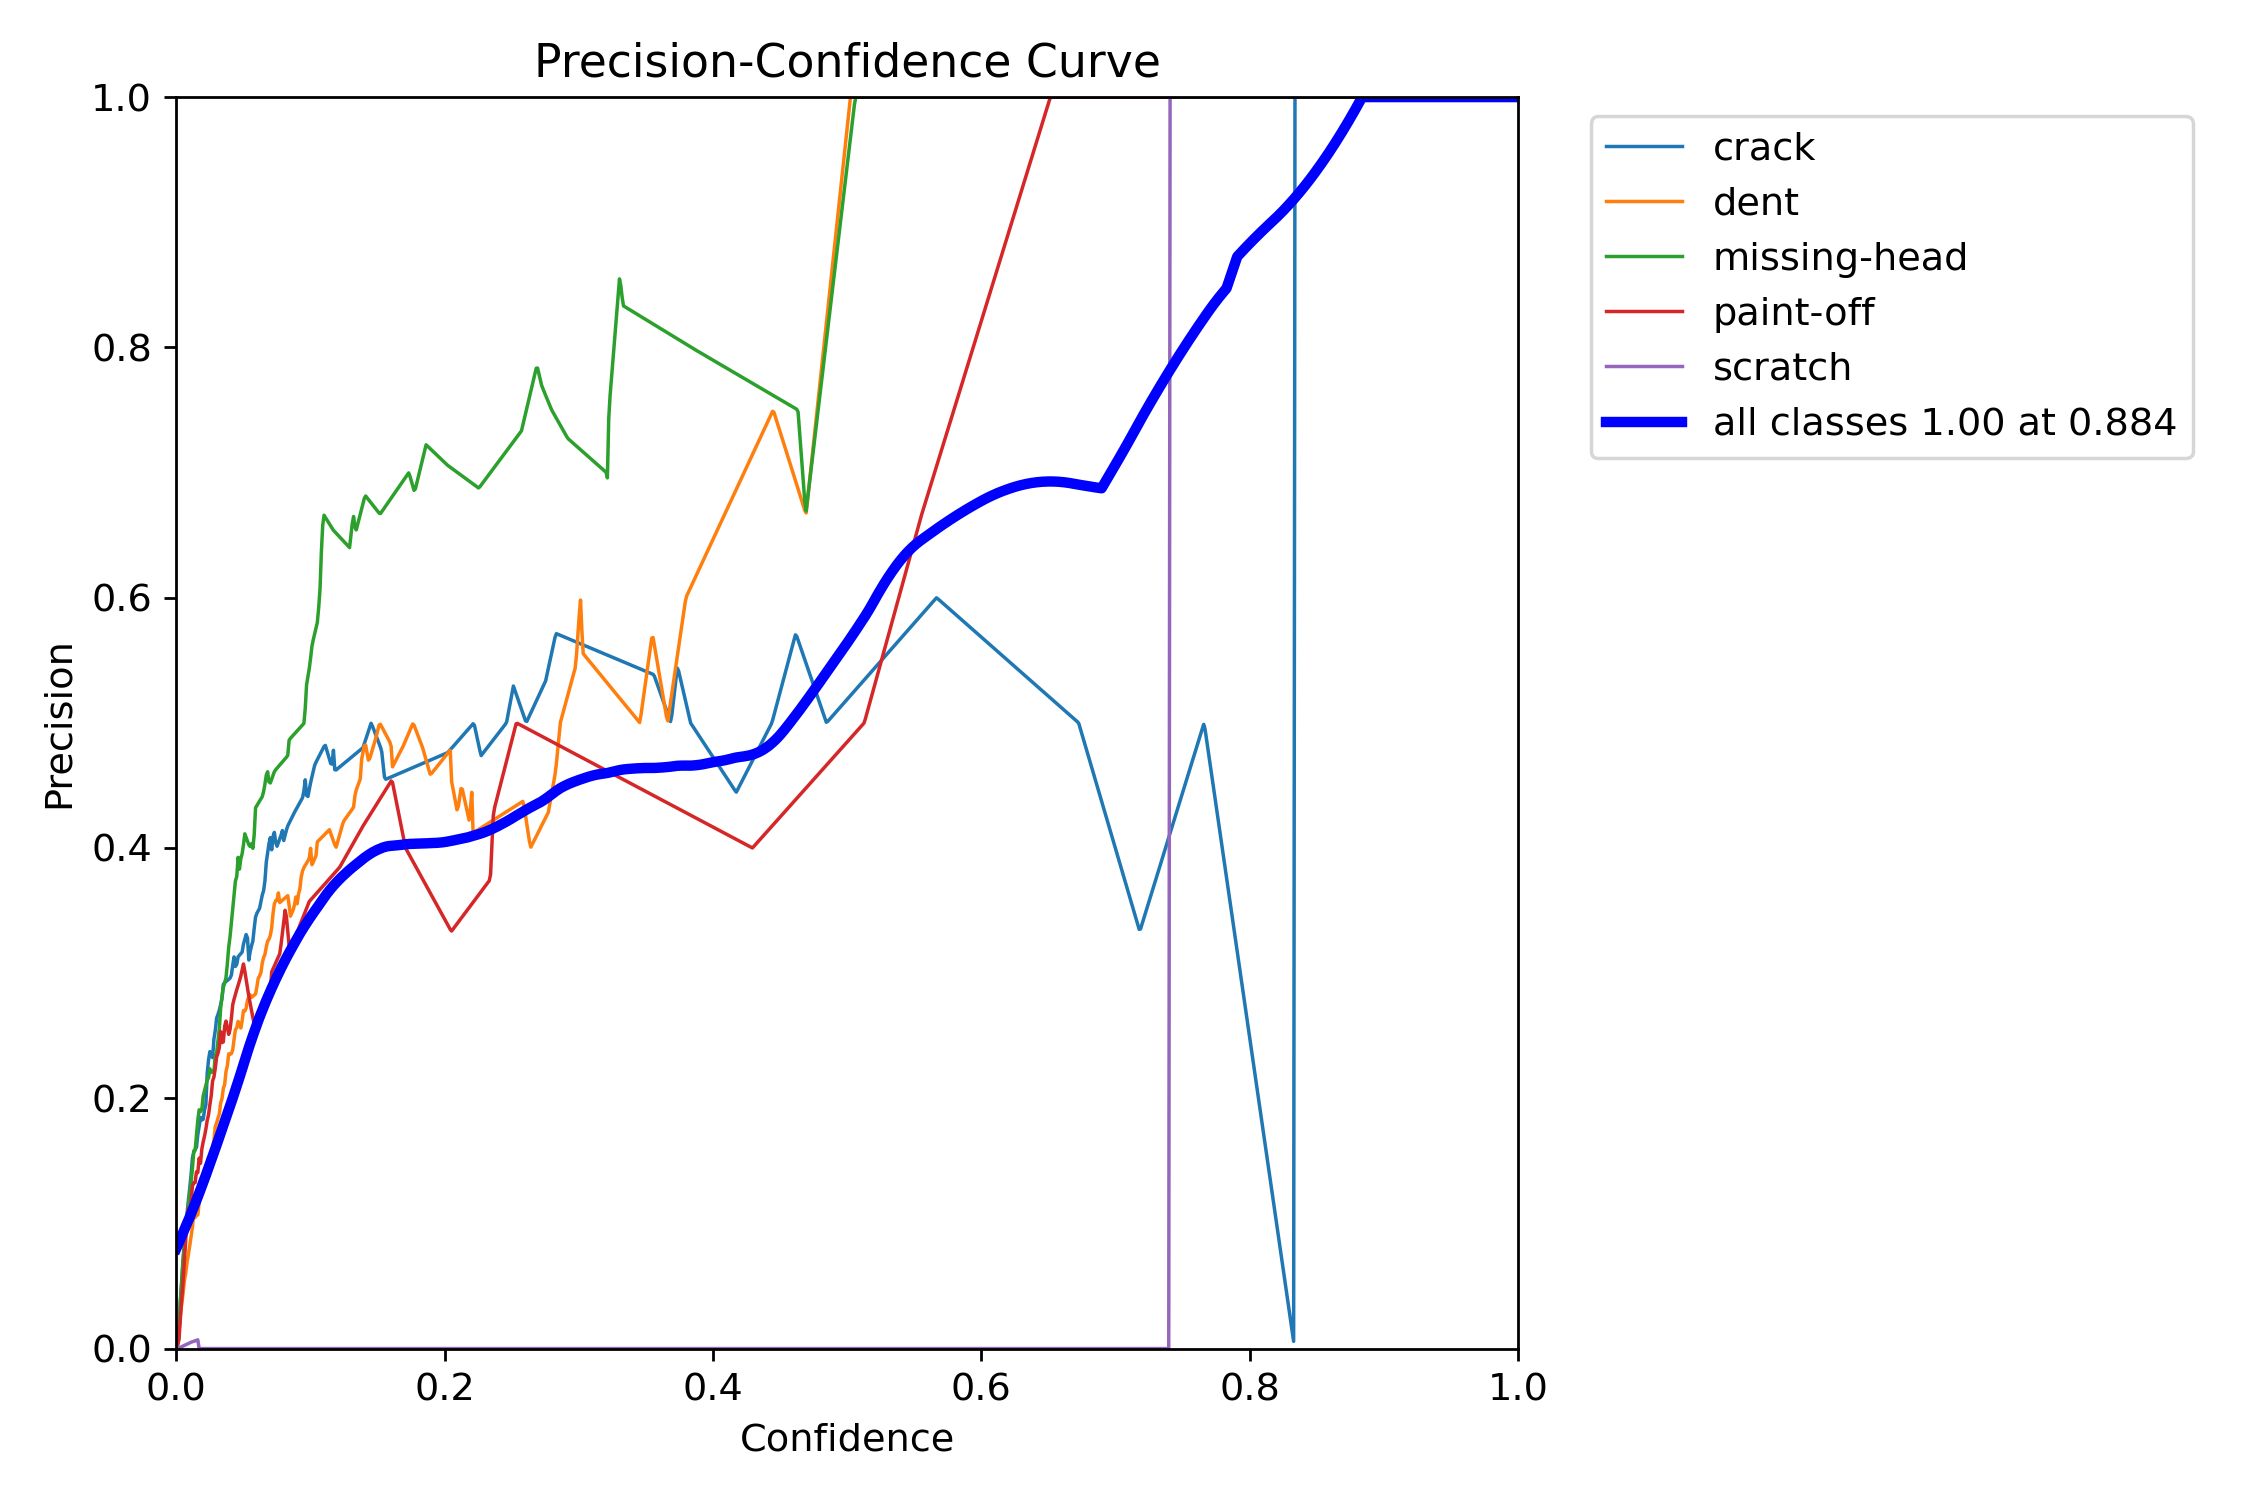 Precision-Confidence Curve
1.0
0.8
0.6
0.4
0.2
0.0
Precision
0.0 0.2 0.4 0.6 0.8 1.0
Confidence
crack
dent
missing-head
paint-off
scratch
all classes 1.00 at 0.884